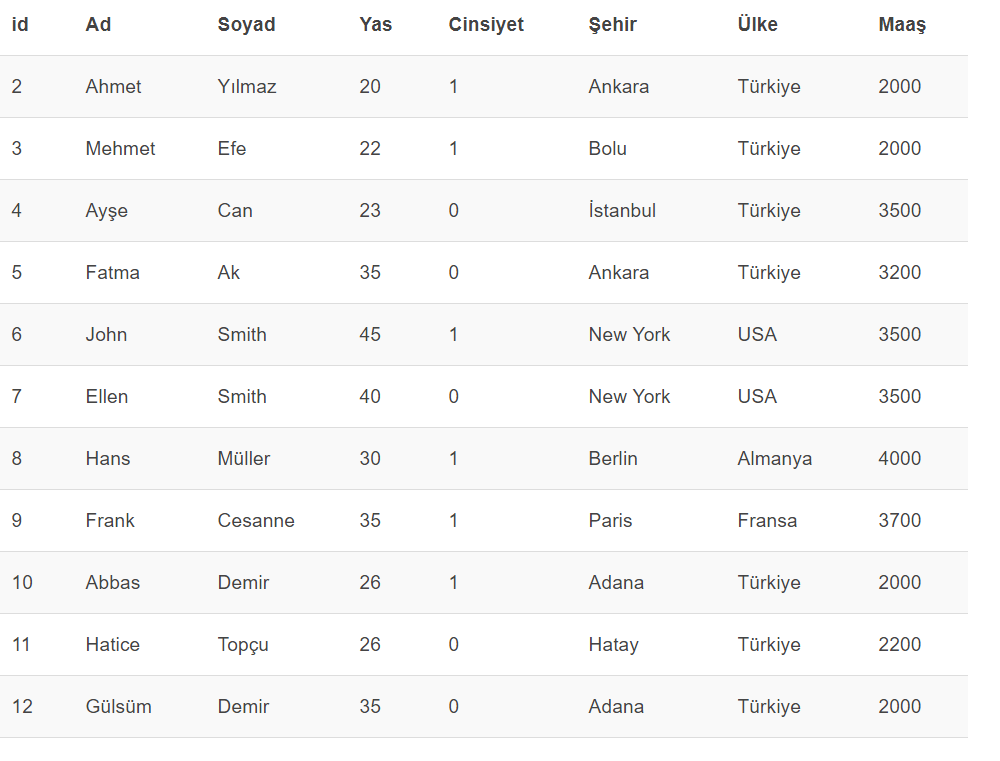 id Ad Soyad Yas Cinsiyet Şehir Ülke Maaş
2 Ahmet Yılmaz 20 1 Ankara Türkiye 2000
3 Mehmet Efe 22 1 Bolu Türkiye 2000
4 Ayşe Can 23 0 İstanbul Türkiye 3500
5 Fatma Ak 35 0 Ankara Türkiye 3200
6 John Smith 45 1 New York USA 3500
7 Ellen Smith 40 0 New York USA 3500
8 Hans Müller 30 1 Berlin Almanya 4000
9 Frank Cesanne 35 1 Paris Fransa 3700
10 Abbas Demir 26 1 Adana Türkiye 2000
11 Hatice Topçu 26 0 Hatay Türkiye 2200
12 Gülsüm Demir 35 0 Adana Türkiye 2000